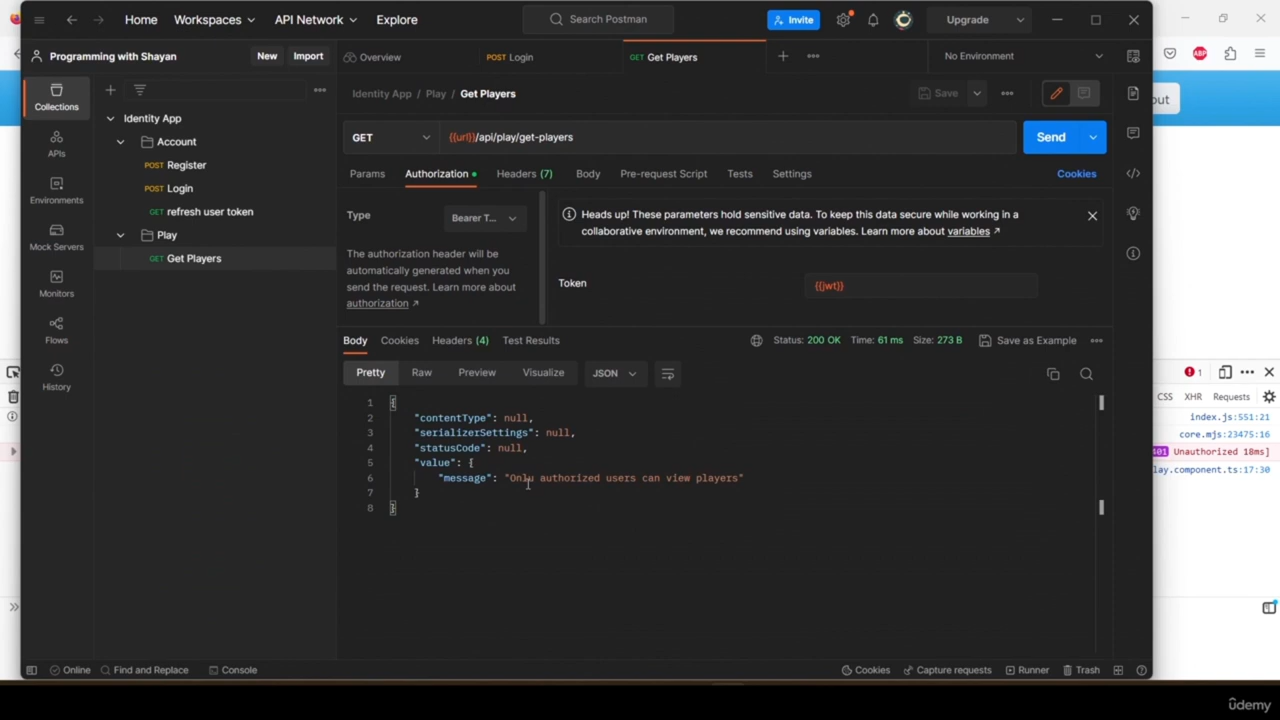 Home Workspaces API Network Explore Search Postman Invite Upgrade
Programming with Shayan New Import Overview POST Login GET Get Players No Environment
Collections
APIs
Environments
Mock Servers
Monitors
Flows
History
Identity App
Account
POST Register
POST Login
GET refresh user token
Play
GET Get Players
Identity App / Play / Get Players Save
GET {{url}}/api/play/get-players Send
Params Authorization Headers (7) Body Pre-request Script Tests Settings Cookies
Type Bearer T...
The authorization header will be
automatically generated when you
send the request. Learn more about
authorization ↗
Heads up! These parameters hold sensitive data. To keep this data secure while working in a
collaborative environment, we recommend using variables. Learn more about variables ↗
Token {{jwt}}
Body Cookies Headers (4) Test Results Status: 200 OK Time: 61 ms Size: 273 B Save as Example
Pretty Raw Preview Visualize JSON
1 {
2 "contentType": null,
3 "serializerSettings": null,
4 "statusCode": null,
5 "value": {
6 "message": "Only authorized users can view players"
7 }
8 }
Online Find and Replace Console Cookies Capture requests Runner Trash
ABP
out
1
CSS XHR Requests
index.js:551:21
core.mjs:23475:16
401 Unauthorized 18ms]
lay.component.ts:17:30
ûdemy